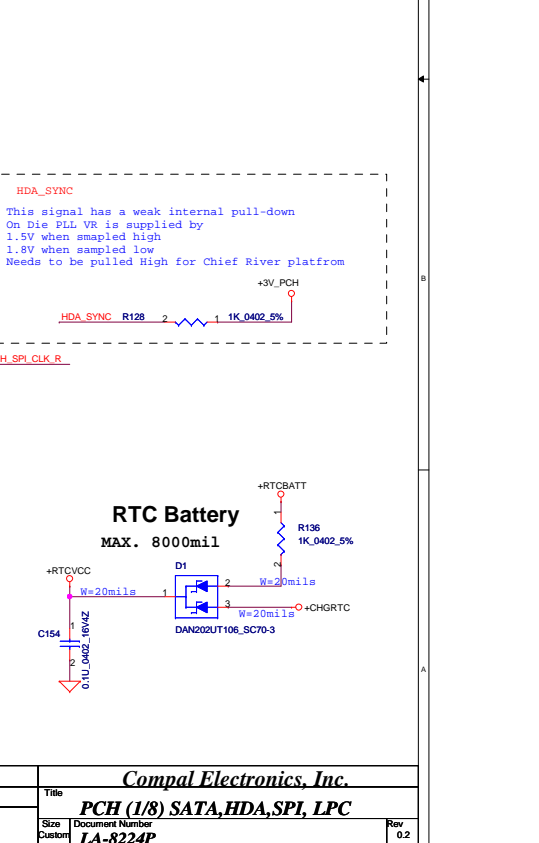 HDA_SYNC
This signal has a weak internal pull-down
On Die PLL VR is supplied by
1.5V when smapled high
1.8V when sampled low
Needs to be pulled High for Chief River platfrom
+3V_PCH
B
HDA_SYNC R128 2 1 1K_0402_5%
H_SPI_CLK_R
+RTCBATT
RTC Battery
MAX. 8000mil
1
R136
1K_0402_5%
2
+RTCVCC
D1
W=20mils
1
2
W=20mils
3
W=20mils
+CHGRTC
DAN202UT106_SC70-3
C154
1
2
0.1U_0402_16V4Z
A
Compal Electronics, Inc.
Title
PCH (1/8) SATA,HDA,SPI, LPC
Size
Custom
Document Number
LA-8224P
Rev
0.2